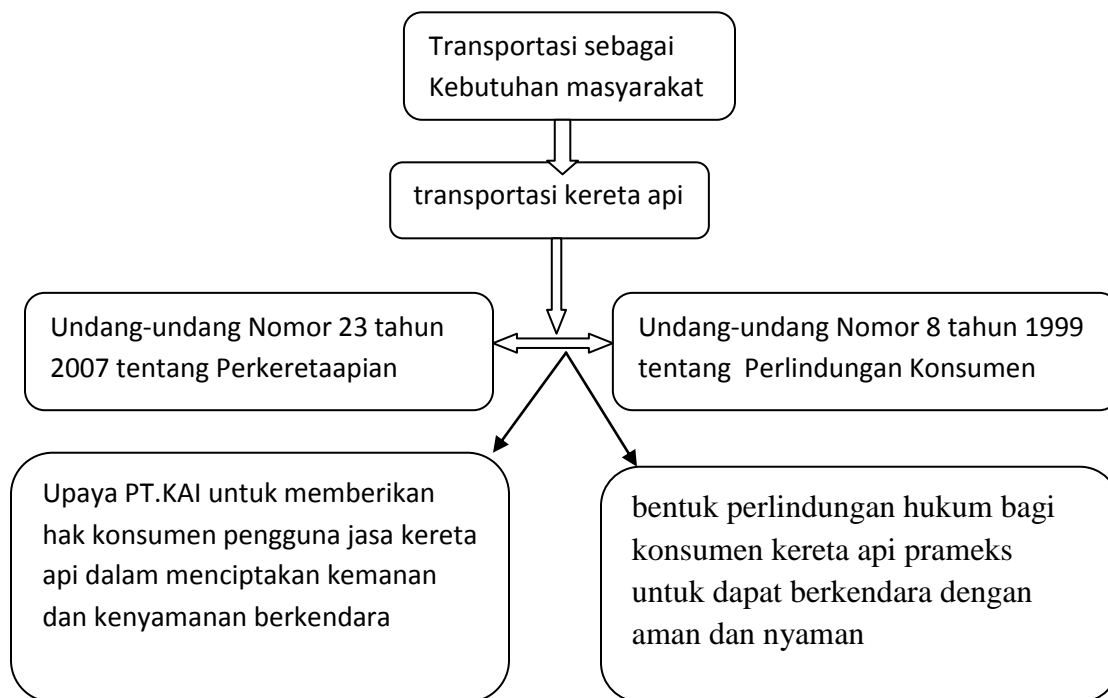 Transportasi sebagai
Kebutuhan masyarakat
transportasi kereta api
Undang-undang Nomor 23 tahun
2007 tentang Perkeretaapian
Undang-undang Nomor 8 tahun 1999
tentang Perlindungan Konsumen
Upaya PT.KAI untuk memberikan
hak konsumen pengguna jasa kereta
api dalam menciptakan kemanan
dan kenyamanan berkendara
bentuk perlindungan hukum bagi
konsumen kereta api prameks
untuk dapat berkendara dengan
aman dan nyaman